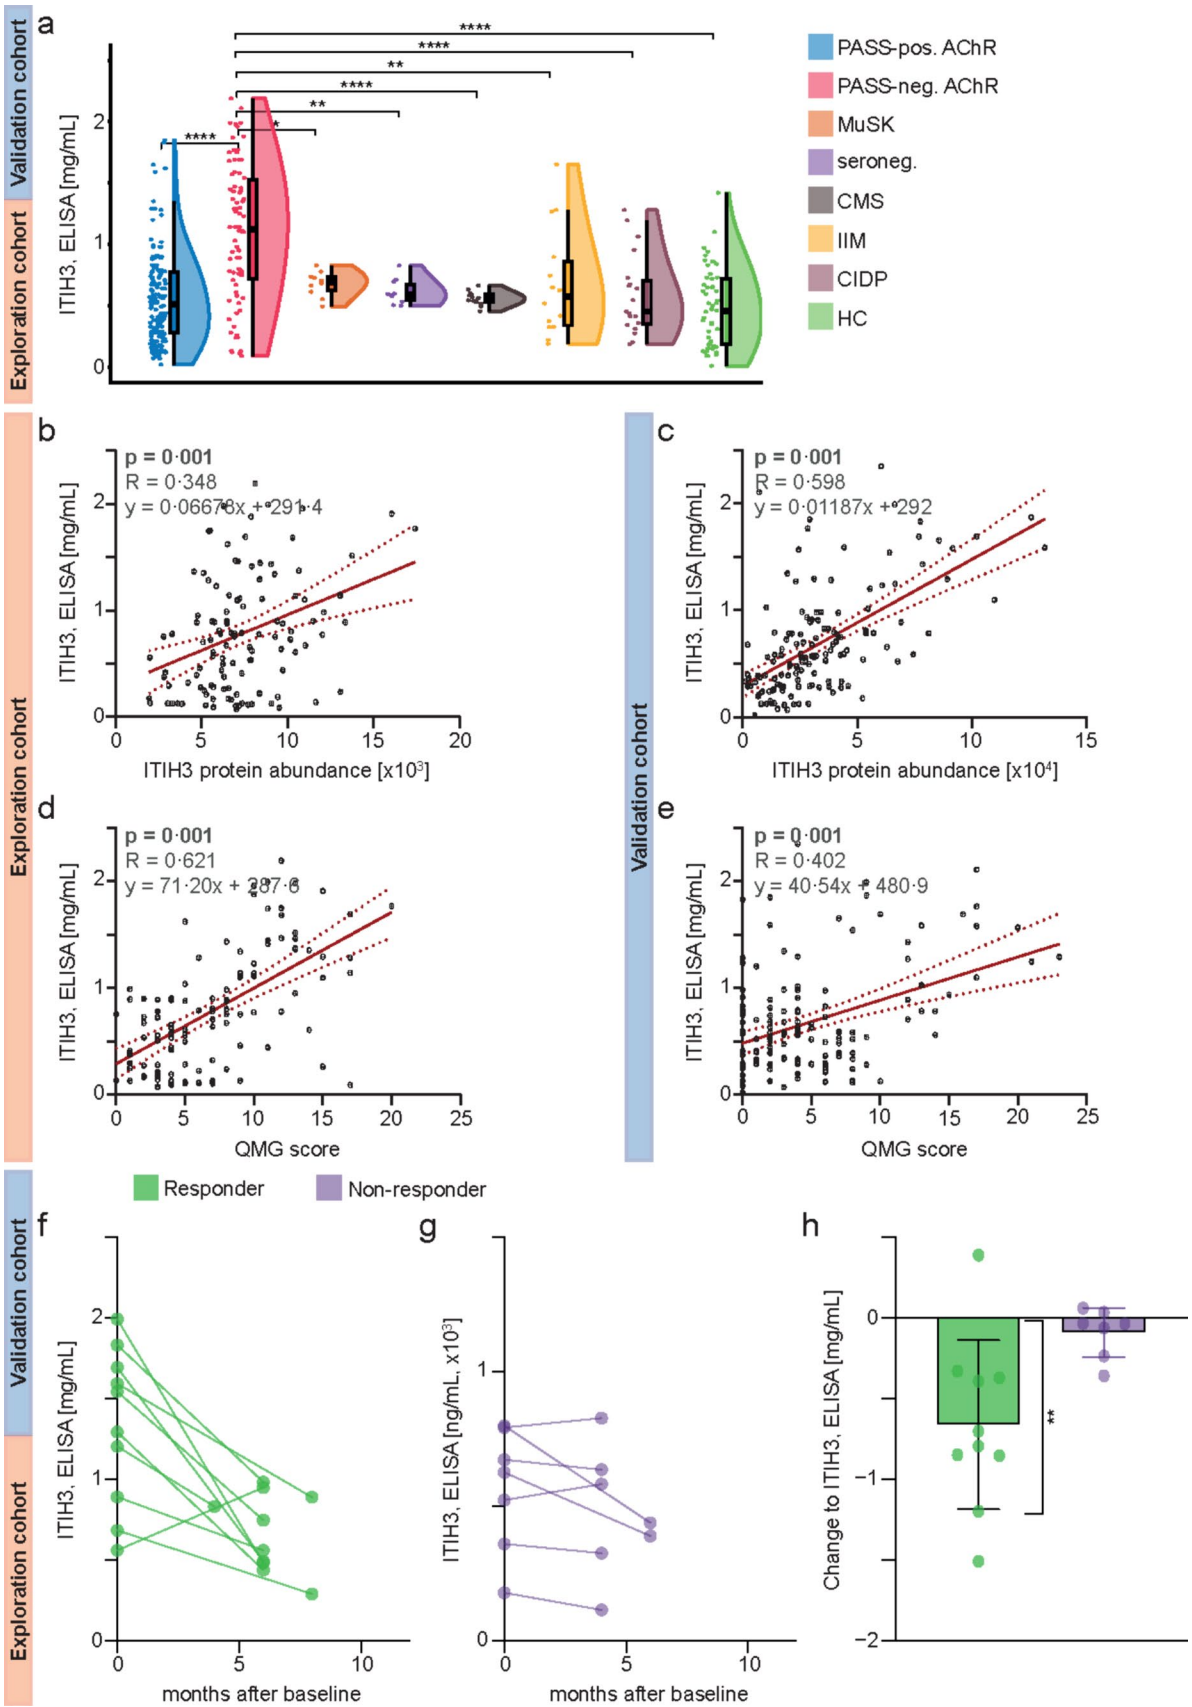 Validation cohort
Exploration cohort
a
ITIH3, ELISA [mg/mL]
2
1
0
****
*
**
****
**
****
****
PASS-pos. AChR
PASS-neg. AChR
MuSK
seroneg.
CMS
IIM
CIDP
HC
Exploration cohort
b
p = 0·001
R = 0·348
y = 0·06678x + 291·4
ITIH3, ELISA [mg/mL]
2
1
0
0 5 10 15 20
ITIH3 protein abundance [x10³]
Validation cohort
c
p = 0·001
R = 0·598
y = 0·01187x + 292
ITIH3, ELISA [mg/mL]
2
1
0
0 5 10 15
ITIH3 protein abundance [x10⁴]
d
p = 0·001
R = 0·621
y = 71·20x + 287·6
ITIH3, ELISA [mg/mL]
2
1
0
0 5 10 15 20 25
QMG score
e
p = 0·001
R = 0·402
y = 40·54x + 480·9
ITIH3, ELISA [mg/mL]
2
1
0
0 5 10 15 20 25
QMG score
Validation cohort
Exploration cohort
Responder Non-responder
f
ITIH3, ELISA [mg/mL]
2
1
0
0 5 10
months after baseline
g
ITIH3, ELISA [ng/mL, x10³]
1
0
0 5 10
months after baseline
h
Change to ITIH3, ELISA [mg/mL]
0
−1
−2
**